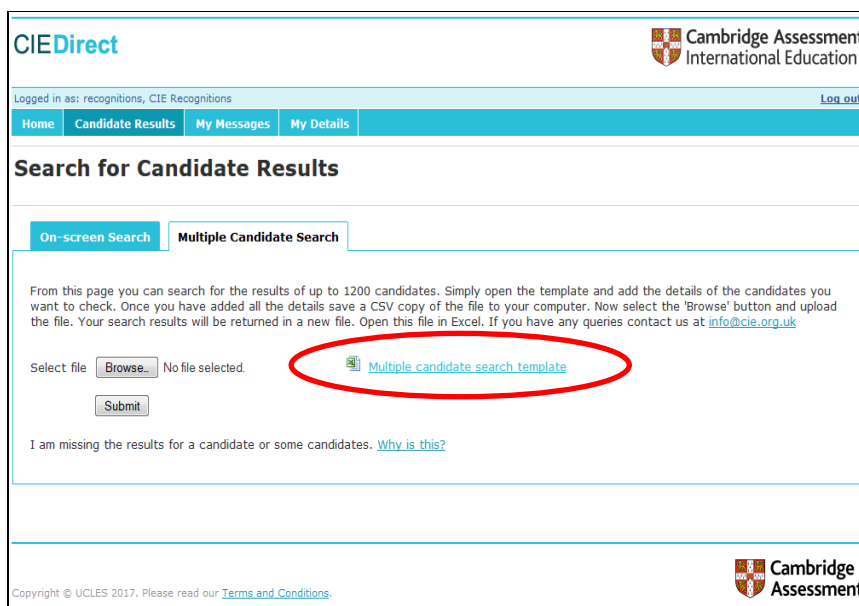 CIEDirect
Cambridge Assessment
International Education
Logged in as: recognitions, CIE Recognitions
Log out
Home Candidate Results My Messages My Details
Search for Candidate Results
On-screen Search Multiple Candidate Search
From this page you can search for the results of up to 1200 candidates. Simply open the template and add the details of the candidates you
want to check. Once you have added all the details save a CSV copy of the file to your computer. Now select the 'Browse' button and upload
the file. Your search results will be returned in a new file. Open this file in Excel. If you have any queries contact us at info@cie.org.uk
Select file Browse_ No file selected. Multiple candidate search template
Submit
I am missing the results for a candidate or some candidates. Why is this?
Cambridge
Assessment
Copyright © UCLES 2017. Please read our Terms and Conditions.